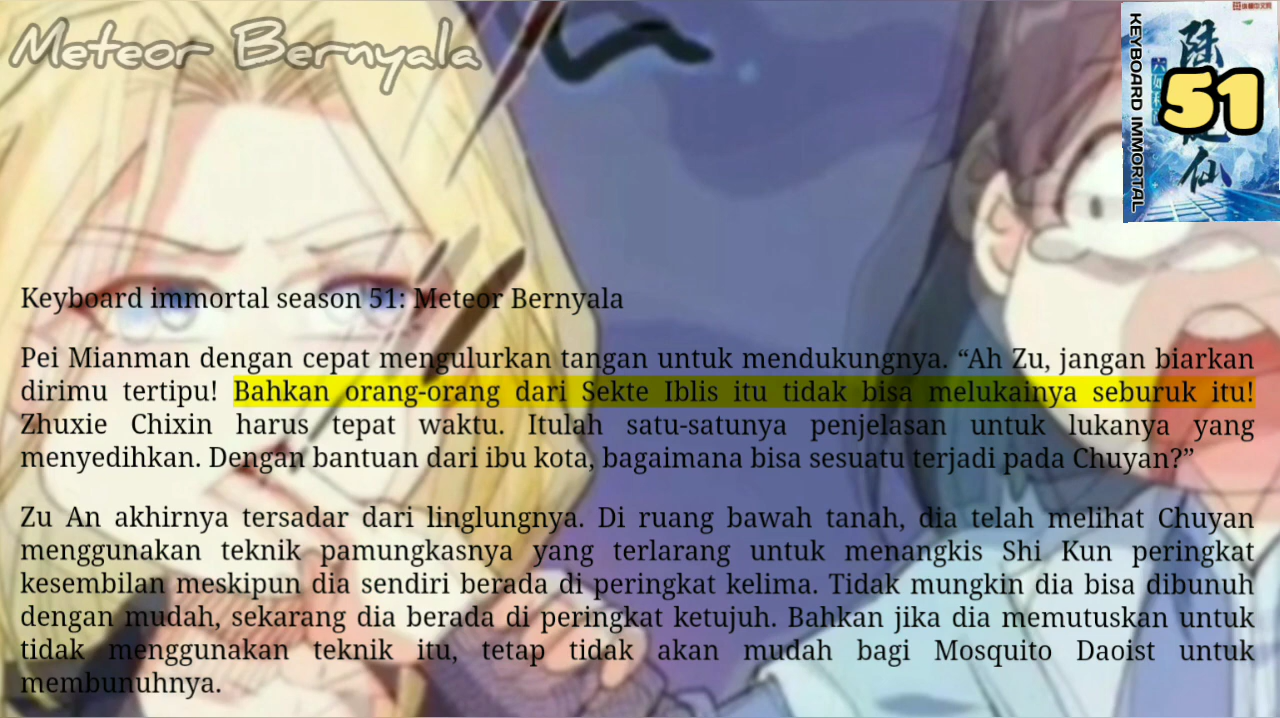 Meteor Bernyala
KEYBOARD IMMORTAL
51
仙
Keyboard immortal season 51: Meteor Bernyala
Pei Mianman dengan cepat mengulurkan tangan untuk mendukungnya. “Ah Zu, jangan biarkan
dirimu tertipu! Bahkan orang-orang dari Sekte Iblis itu tidak bisa melukainya seburuk itu!
Zhuxie Chixin harus tepat waktu. Itulah satu-satunya penjelasan untuk lukanya yang
menyedihkan. Dengan bantuan dari ibu kota, bagaimana bisa sesuatu terjadi pada Chuyan?”
Zu An akhirnya tersadar dari linglungnya. Di ruang bawah tanah, dia telah melihat Chuyan
menggunakan teknik pamungkasnya yang terlarang untuk menangkis Shi Kun peringkat
kesembilan meskipun dia sendiri berada di peringkat kelima. Tidak mungkin dia bisa dibunuh
dengan mudah, sekarang dia berada di peringkat ketujuh. Bahkan jika dia memutuskan untuk
tidak menggunakan teknik itu, tetap tidak akan mudah bagi Mosquito Daoist untuk
membunuhnya.